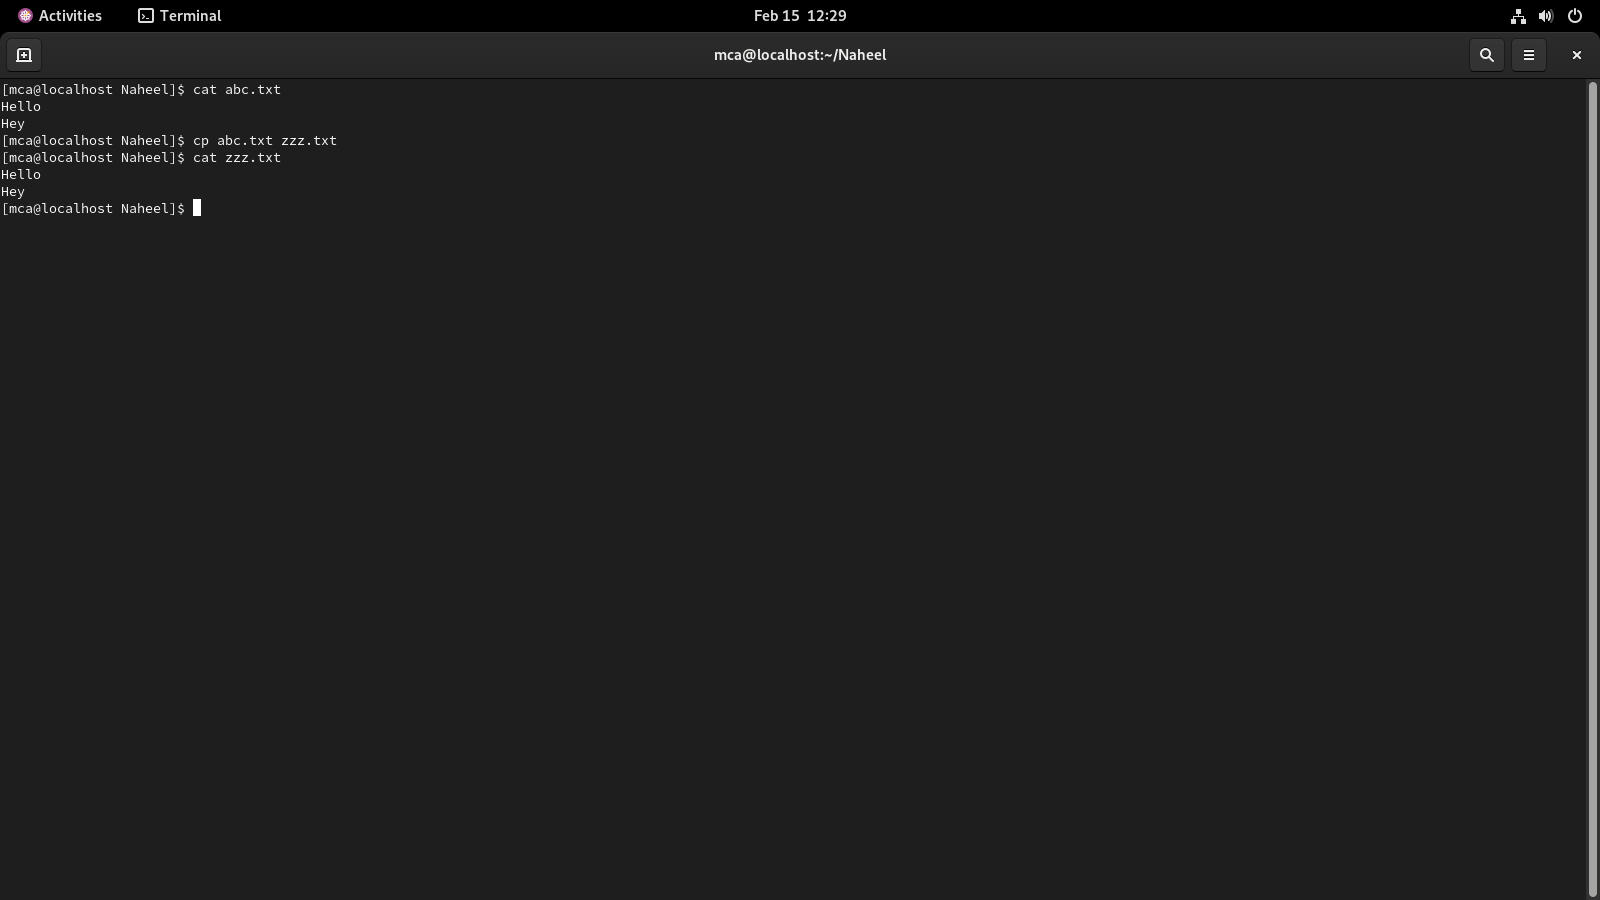 Activities Terminal Feb 15 12:29
mca@localhost:~/Naheel
[mca@localhost Naheel]$ cat abc.txt
Hello
Hey
[mca@localhost Naheel]$ cp abc.txt zzz.txt
[mca@localhost Naheel]$ cat zzz.txt
Hello
Hey
[mca@localhost Naheel]$